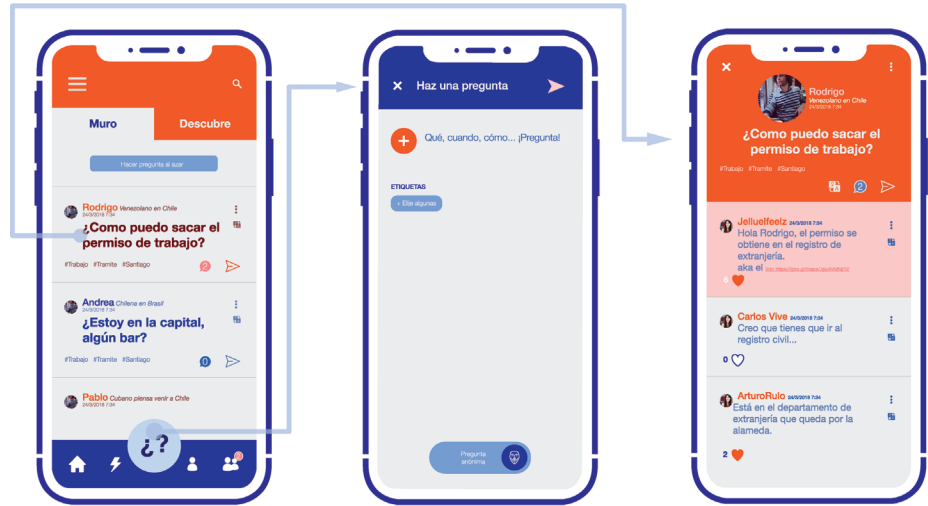 Muro
Descubre
Hacer pregunta al azar
Rodrigo Venezolano en Chile
24/3/2018 7:34
¿Como puedo sacar el
permiso de trabajo?
#Trabajo #Tramite #Santiago
2
Andrea Chilena en Brasil
24/3/2018 7:34
¿Estoy en la capital,
algún bar?
#Trabajo #Tramite #Santiago
0
Pablo Cubano piensa venir a Chile
24/3/2018 7:34
¿?
Haz una pregunta
Qué, cuando, cómo... ¡Pregunta!
ETIQUETAS
+ Elije algunas
Pregunta
anónima
Rodrigo
Venezolano en Chile
24/3/2018 7:34
¿Como puedo sacar el
permiso de trabajo?
#Trabajo #Tramite #Santiago
2
Jelluelfeelz 24/3/2018 7:34
Hola Rodrigo, el permiso se
obtiene en el registro de
extranjería.
aka el
6
Carlos Vive 24/3/2018 7:34
Creo que tienes que ir al
registro civil...
0
ArturoRulo 24/3/2018 7:34
Está en el departamento de
extranjería que queda por la
alameda.
2